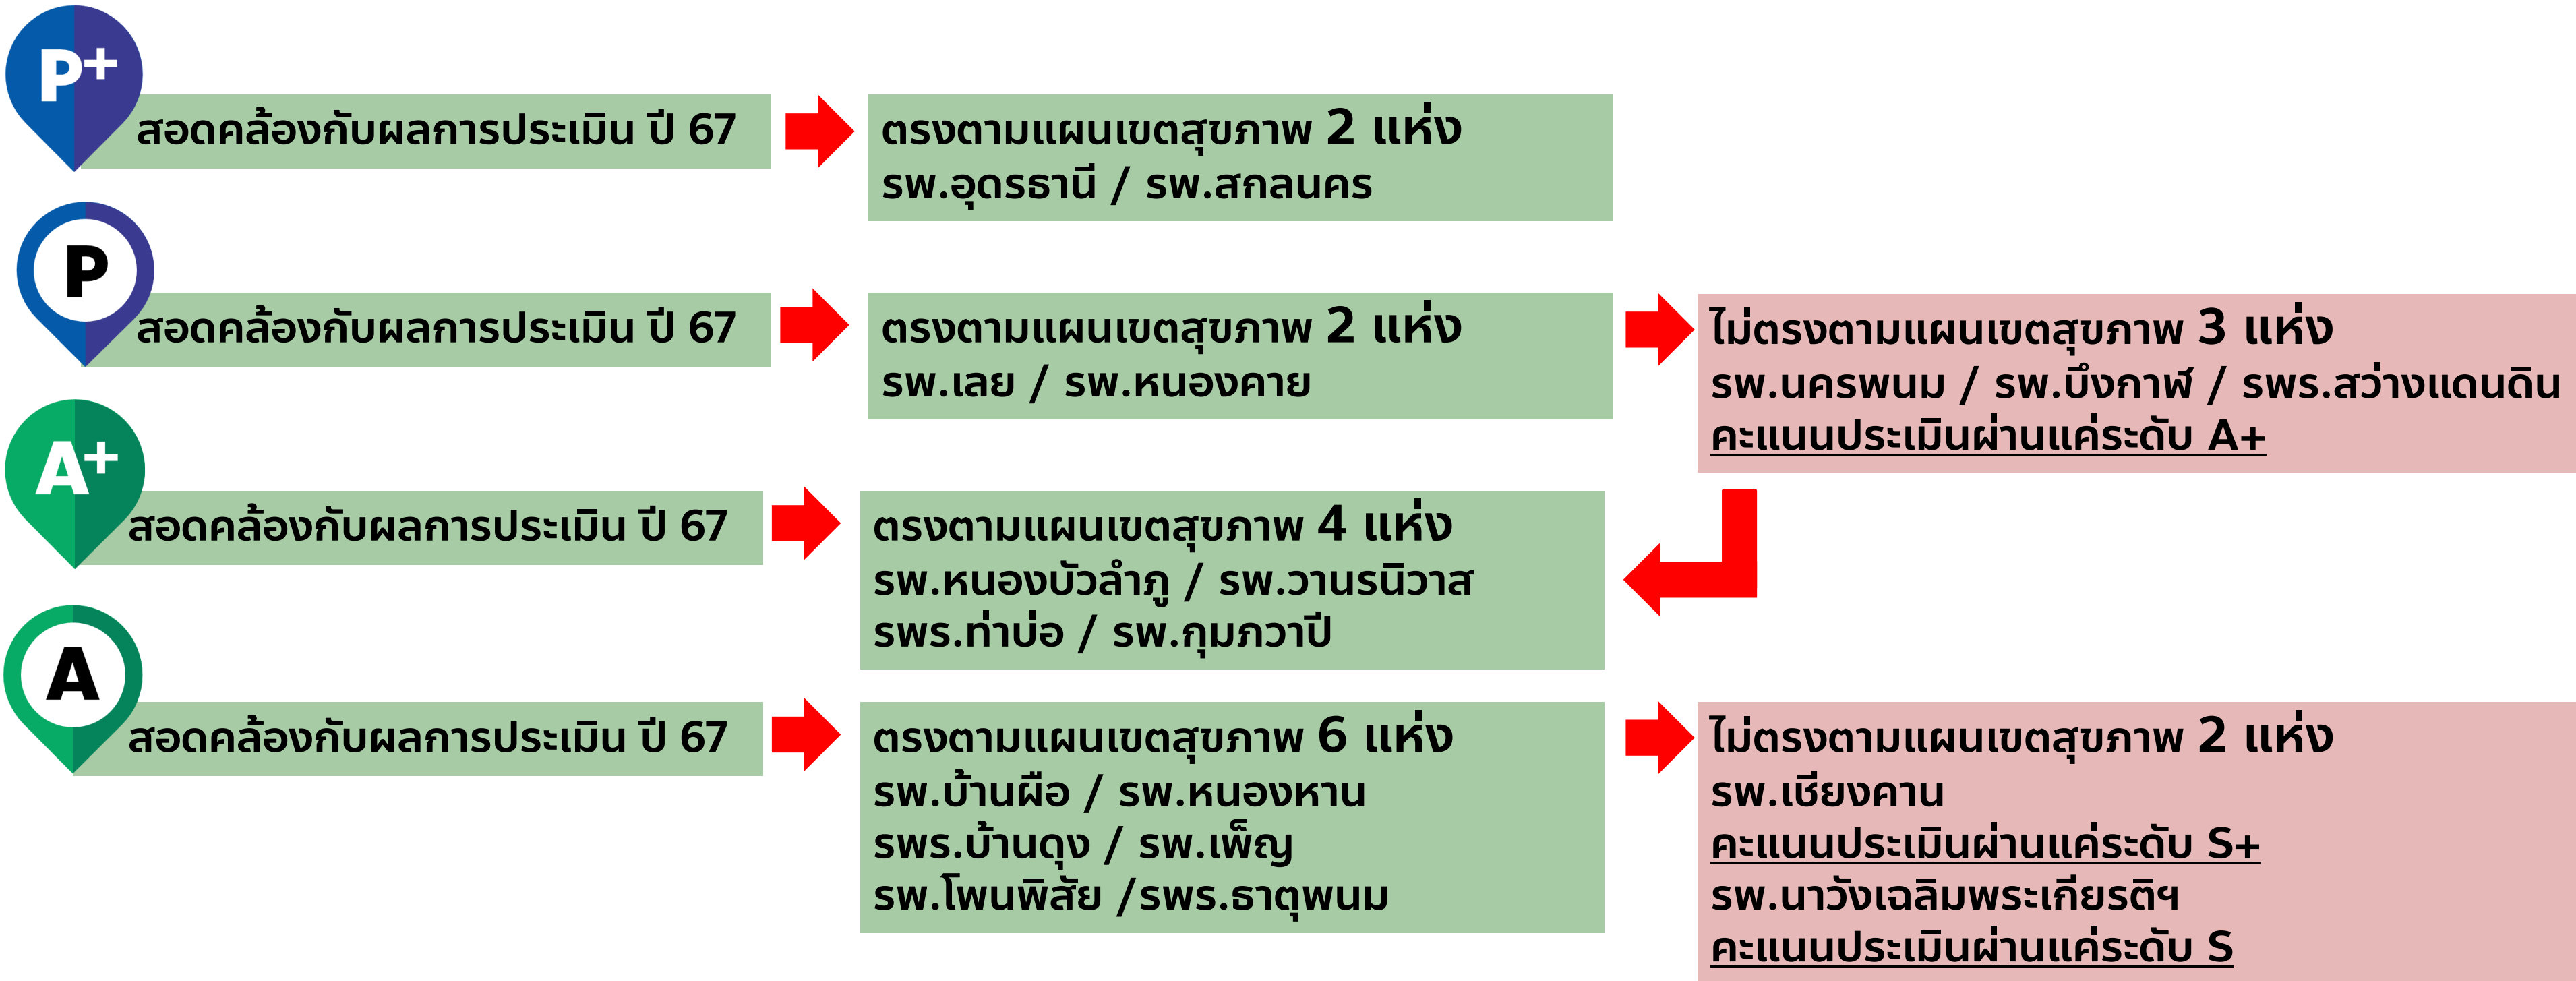 P+
สอดคล้องกับผลการประเมิน ปี 67
ตรงตามแผนเขตสุขภาพ 2 แห่ง
รพ.อุดรธานี / รพ.สกลนคร
P
สอดคล้องกับผลการประเมิน ปี 67
ตรงตามแผนเขตสุขภาพ 2 แห่ง
รพ.เลย / รพ.หนองคาย
ไม่ตรงตามแผนเขตสุขภาพ 3 แห่ง
รพ.นครพนม / รพ.บึงกาฬ / รพร.สว่างแดนดิน
คะแนนประเมินผ่านแค่ระดับ A+
A+
สอดคล้องกับผลการประเมิน ปี 67
ตรงตามแผนเขตสุขภาพ 4 แห่ง
รพ.หนองบัวลำภู / รพ.วานรนิวาส
รพร.ท่าบ่อ / รพ.กุมภวาปี
A
สอดคล้องกับผลการประเมิน ปี 67
ตรงตามแผนเขตสุขภาพ 6 แห่ง
รพ.บ้านผือ / รพ.หนองหาน
รพร.บ้านดุง / รพ.เพ็ญ
รพ.โพนพิสัย /รพร.ธาตุพนม
ไม่ตรงตามแผนเขตสุขภาพ 2 แห่ง
รพ.เชียงคาน
คะแนนประเมินผ่านแค่ระดับ S+
รพ.นาวังเฉลิมพระเกียรติฯ
คะแนนประเมินผ่านแค่ระดับ S